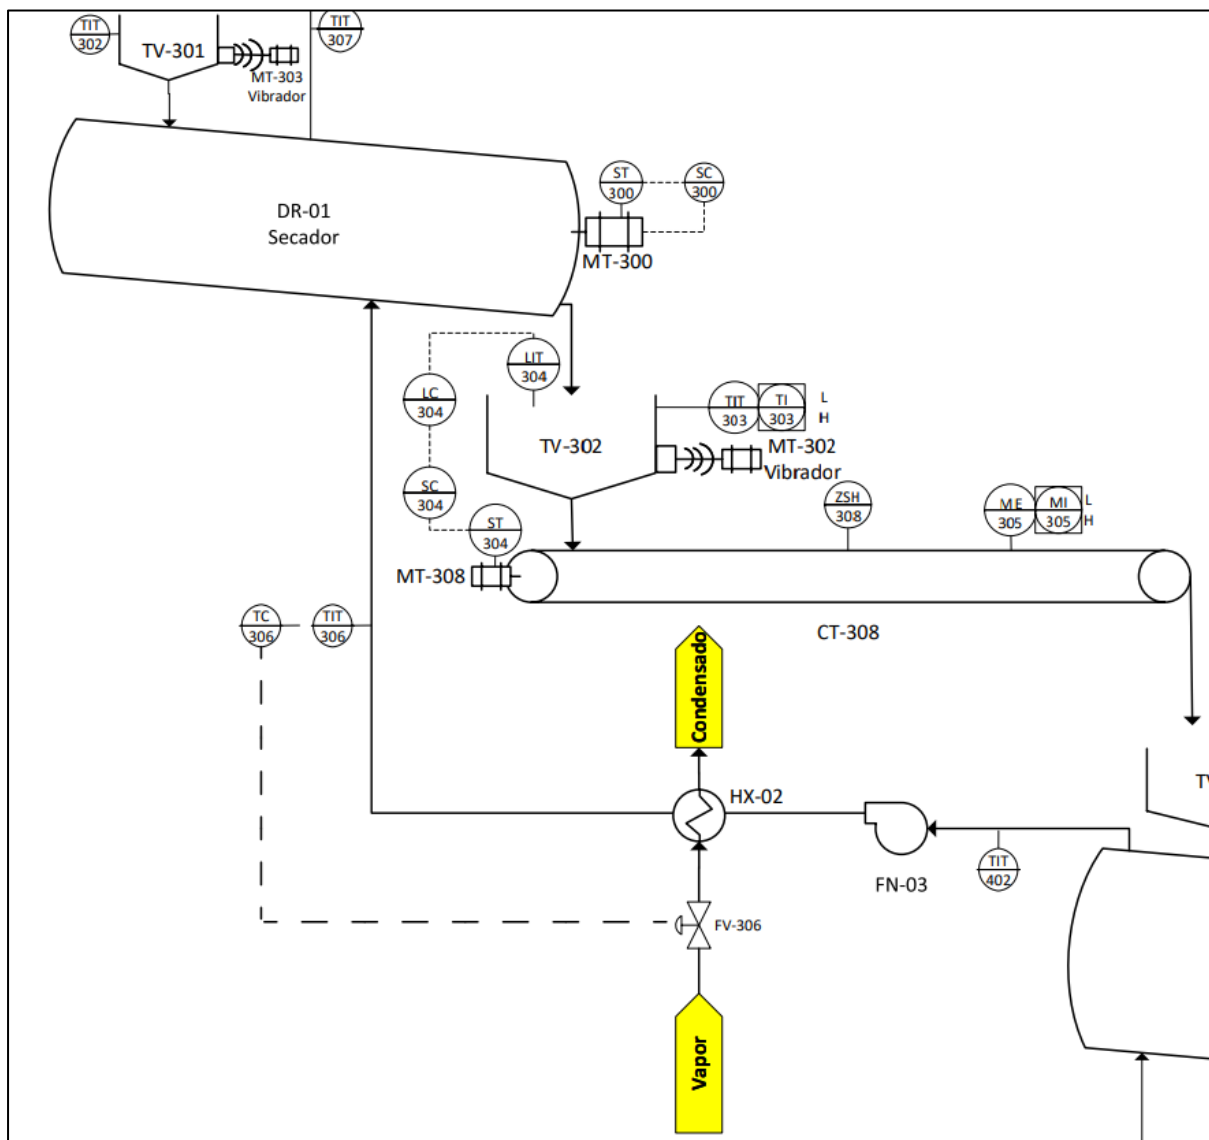 TIT
302
TV-301
TIT
307
MT-303
Vibrador
DR-01
Secador
ST
300
SC
300
MT-300
LIT
304
LC
304
TV-302
TIT
303
TI
303
L
H
MT-302
Vibrador
SC
304
ST
304
ZSH
308
ME
305
MI
305
L
H
MT-308
CT-308
TC
306
TIT
306
Condensado
HX-02
FN-03
TIT
402
FV-306
Vapor